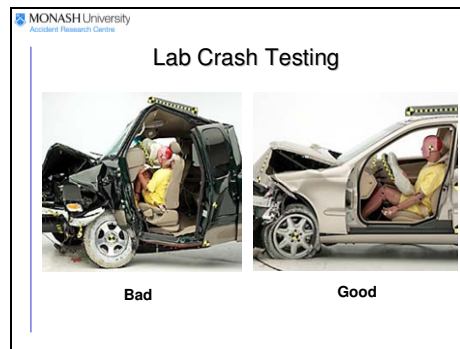 MONASH University
Accident Research Centre
Lab Crash Testing
Bad
Good